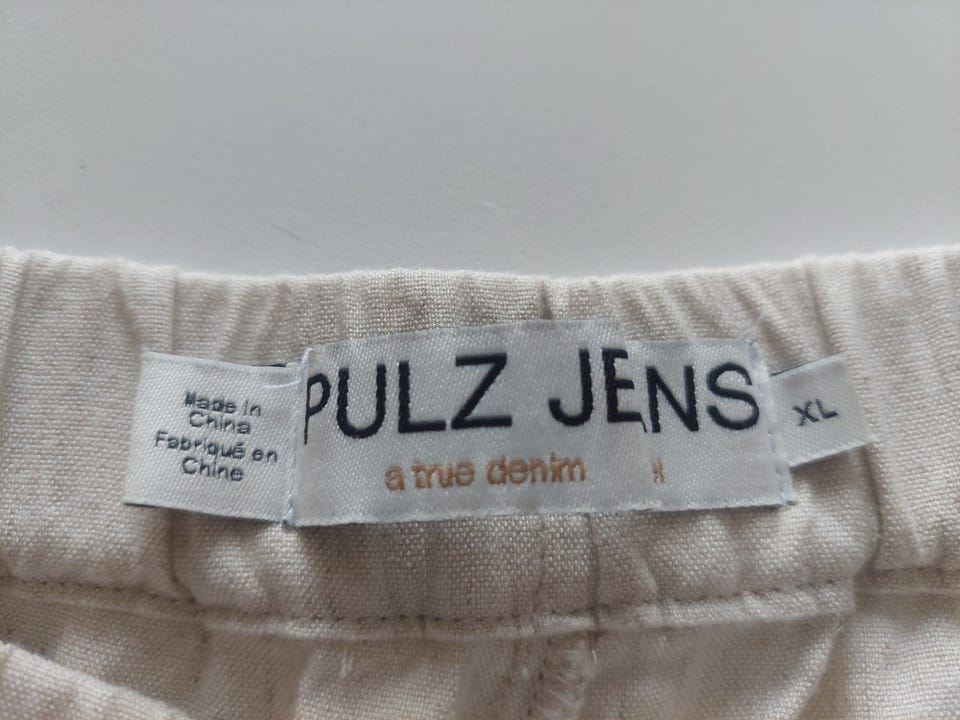 Made in
China
Fabriqué en
Chine
PULZ JENS
a true denim
XL